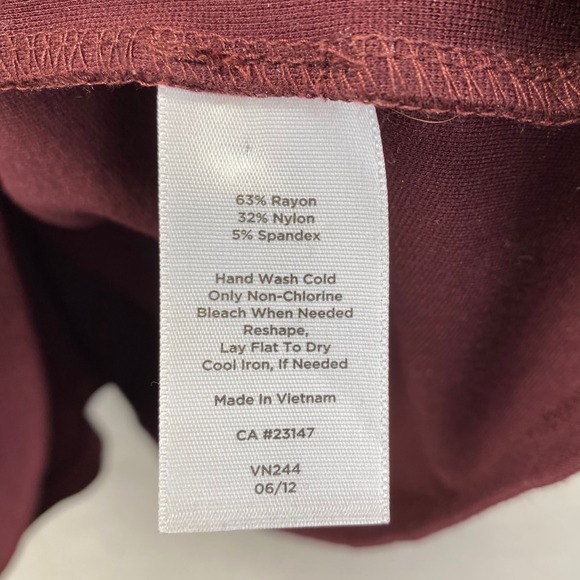 63% Rayon
32% Nylon
5% Spandex
Hand Wash Cold
Only Non-Chlorine
Bleach When Needed
Reshape,
Lay Flat To Dry
Cool Iron, If Needed
Made In Vietnam
CA #23147
VN244
06/12